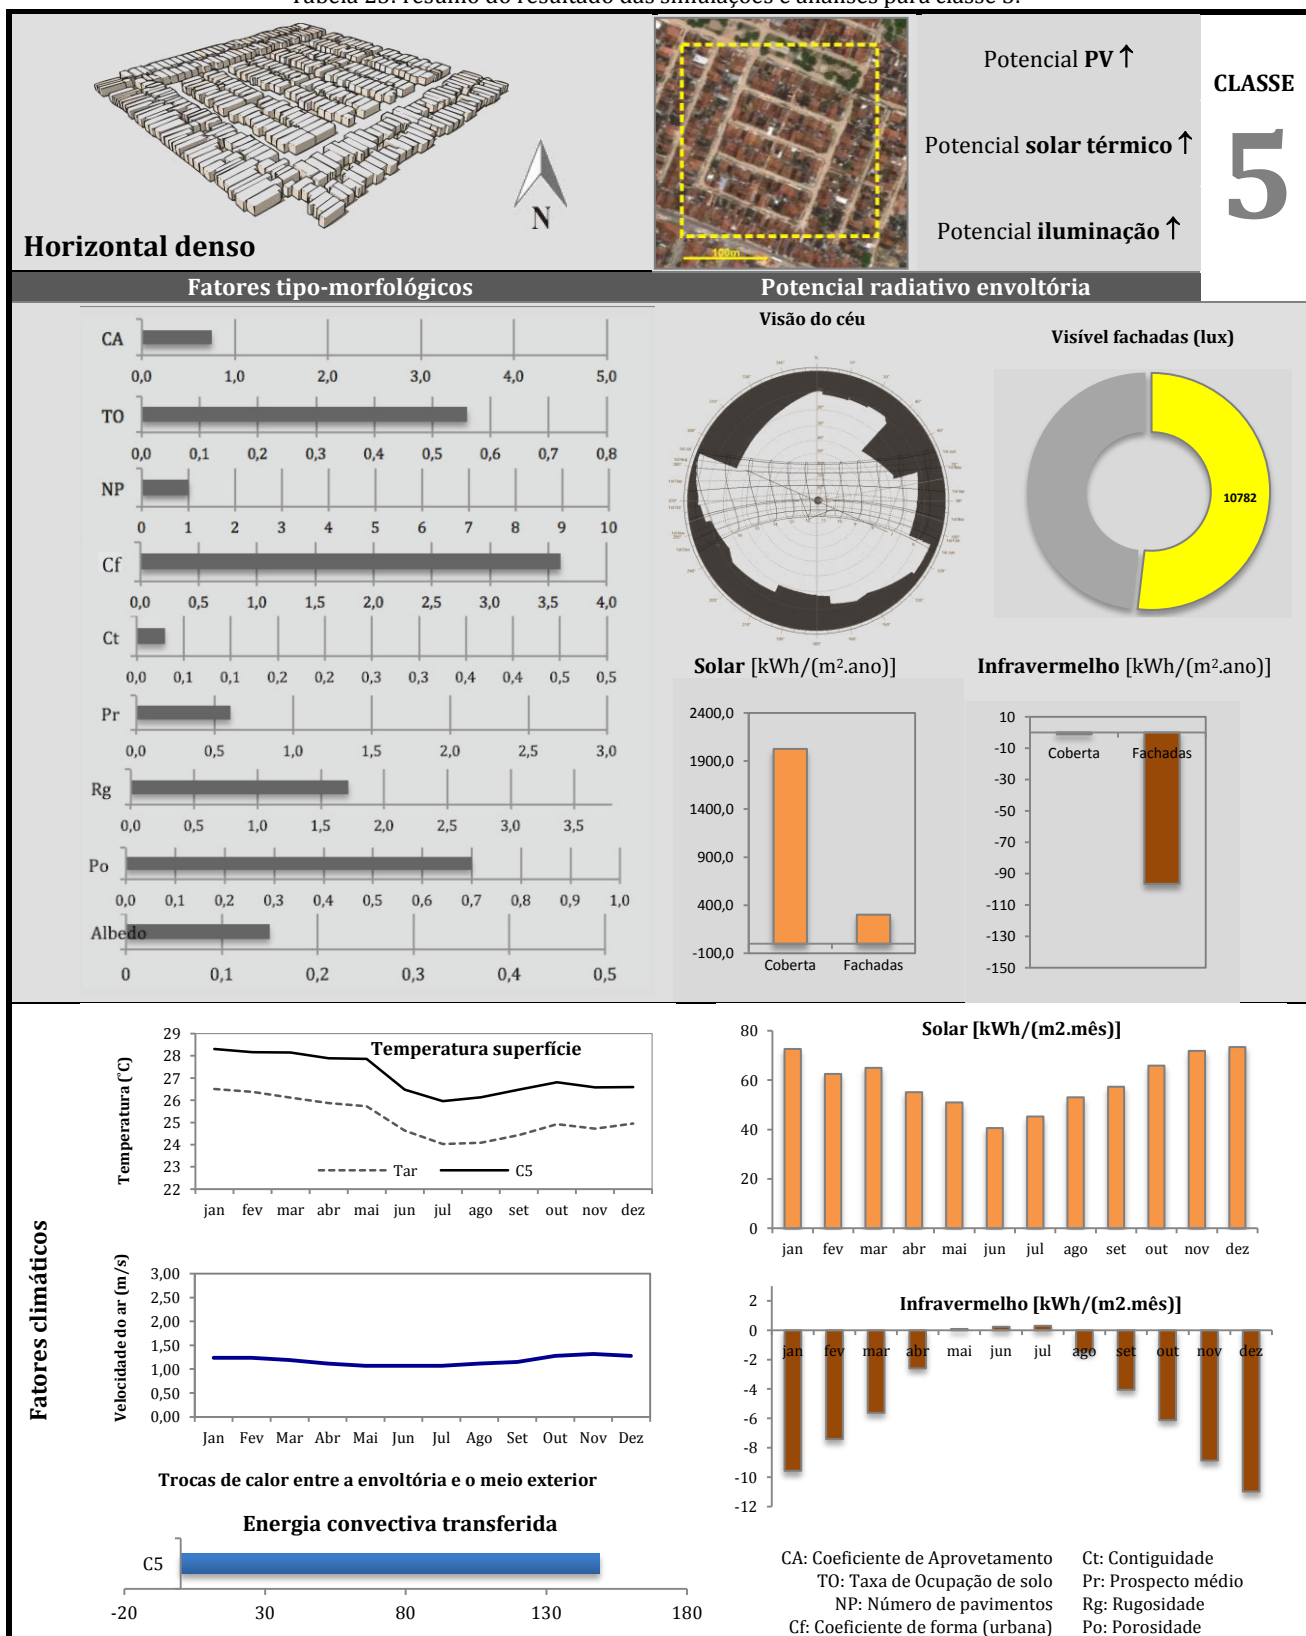 Tabela 25: resumo do resultado das simulações e análises para classe 5.
N
Horizontal denso
100m
Potencial PV ↑
Potencial solar térmico ↑
Potencial iluminação ↑
CLASSE
5
Fatores tipo-morfológicos
Potencial radiativo envoltória
CA
0,0 1,0 2,0 3,0 4,0 5,0
TO
0,0 0,1 0,2 0,3 0,4 0,5 0,6 0,7 0,8
NP
0 1 2 3 4 5 6 7 8 9 10
Cf
0,0 0,5 1,0 1,5 2,0 2,5 3,0 3,5 4,0
Ct
0,0 0,1 0,1 0,2 0,2 0,3 0,3 0,4 0,4 0,5 0,5
Pr
0,0 0,5 1,0 1,5 2,0 2,5 3,0
Rg
0,0 0,5 1,0 1,5 2,0 2,5 3,0 3,5
Po
0,0 0,1 0,2 0,3 0,4 0,5 0,6 0,7 0,8 0,9 1,0
Albedo
0 0,1 0,2 0,3 0,4 0,5
Visão do céu
Visível fachadas (lux)
10782
Solar [kWh/(m².ano)]
2400,0
1900,0
1400,0
900,0
400,0
-100,0
Coberta Fachadas
Infravermelho [kWh/(m².ano)]
10
-10
-30
-50
-70
-90
-110
-130
-150
Coberta Fachadas
Fatores climáticos
Temperatura superfície
Temperatura (˚C)
29
28
27
26
25
24
23
22
Tar C5
jan fev mar abr mai jun jul ago set out nov dez
Solar [kWh/(m2.mês)]
80
60
40
20
0
jan fev mar abr mai jun jul ago set out nov dez
Velocidade do ar (m/s)
3,00
2,50
2,00
1,50
1,00
0,50
0,00
Jan Fev Mar Abr Mai Jun Jul Ago Set Out Nov Dez
Infravermelho [kWh/(m2.mês)]
2
0
-2
-4
-6
-8
-10
-12
jan fev mar abr mai jun jul ago set out nov dez
Trocas de calor entre a envoltória e o meio exterior
Energia convectiva transferida
C5
-20 30 80 130 180
CA: Coeficiente de Aprovetamento Ct: Contiguidade
TO: Taxa de Ocupação de solo Pr: Prospecto médio
NP: Número de pavimentos Rg: Rugosidade
Cf: Coeficiente de forma (urbana) Po: Porosidade